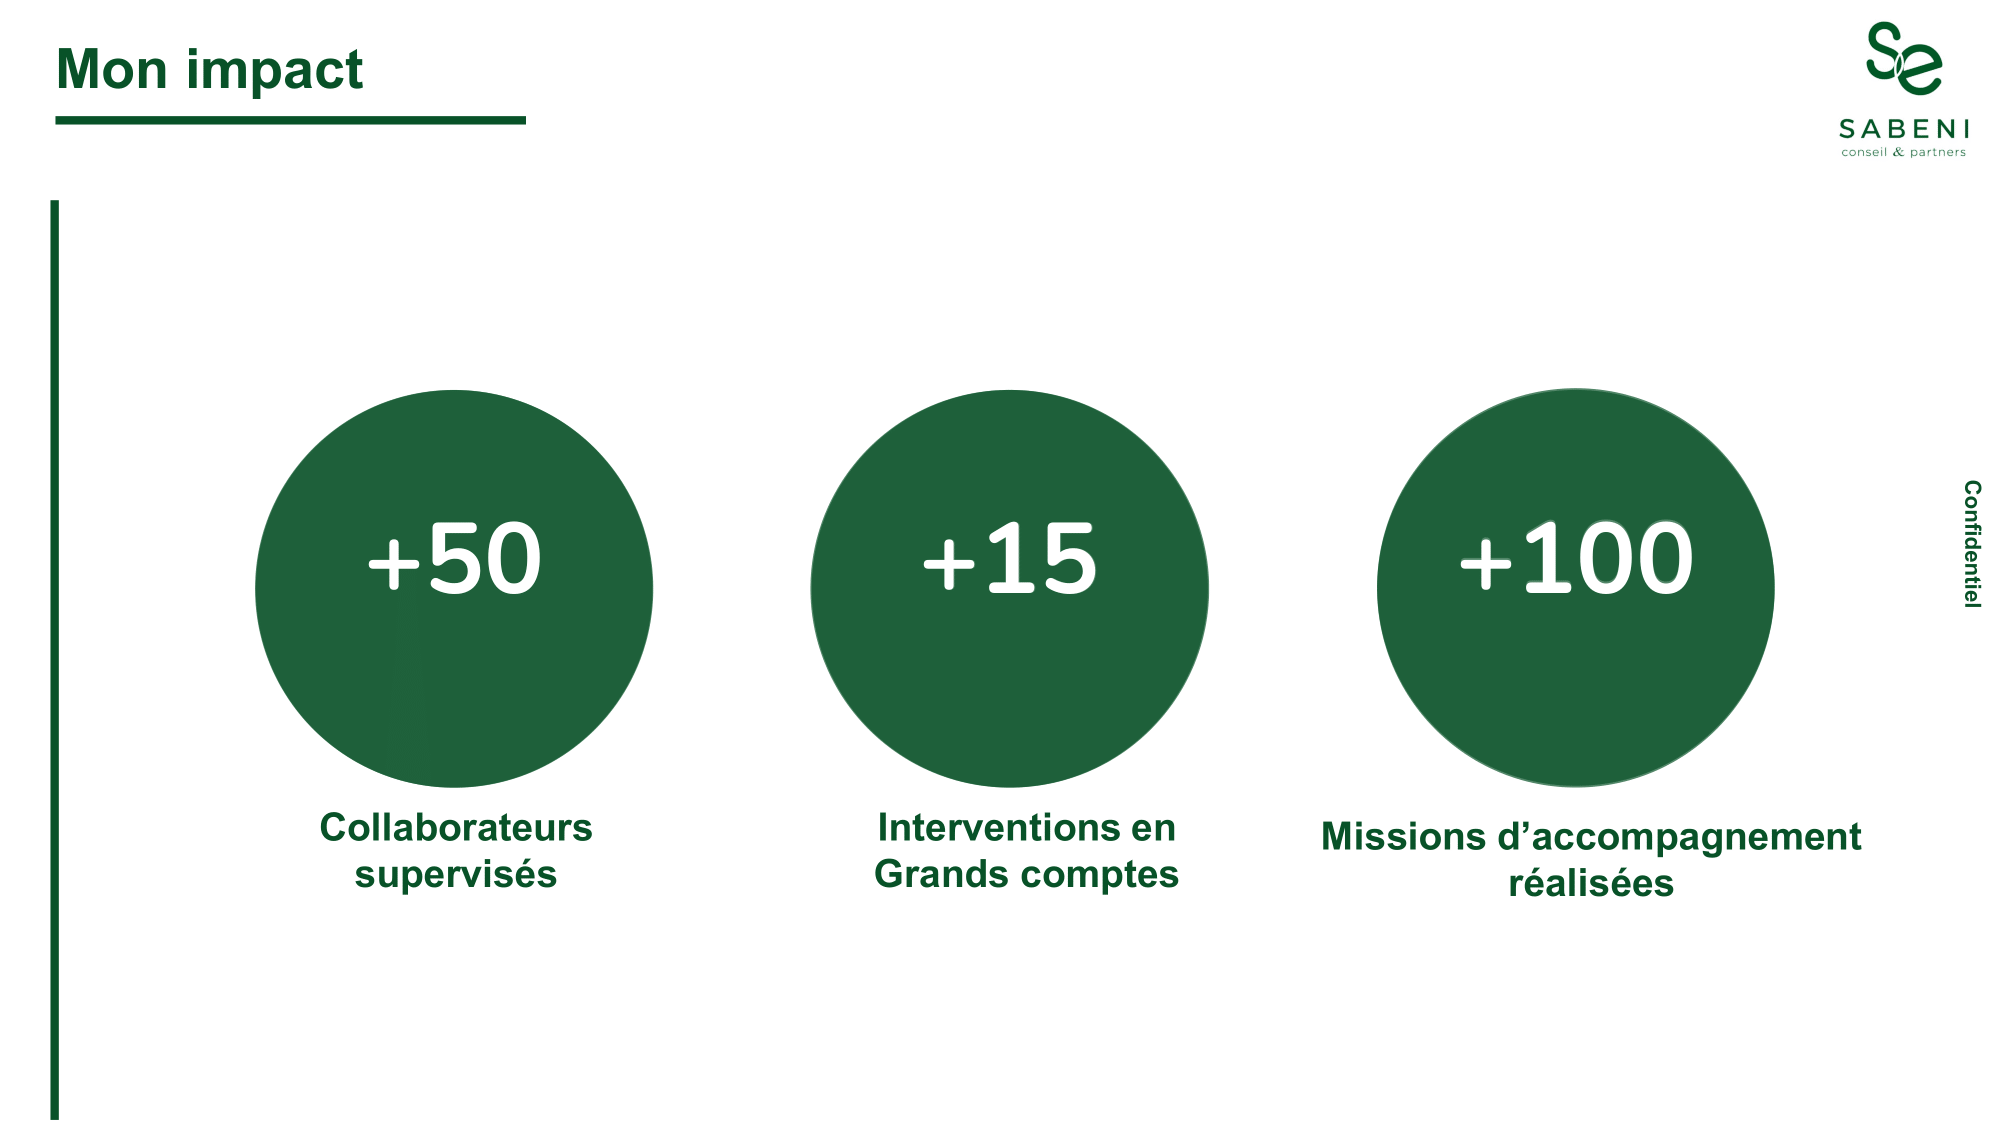 Mon impact
Se
SABENI
conseil & partners
+50
+15
+100
Collaborateurs
supervisés
Interventions en
Grands comptes
Missions d’accompagnement
réalisées
Confidentiel